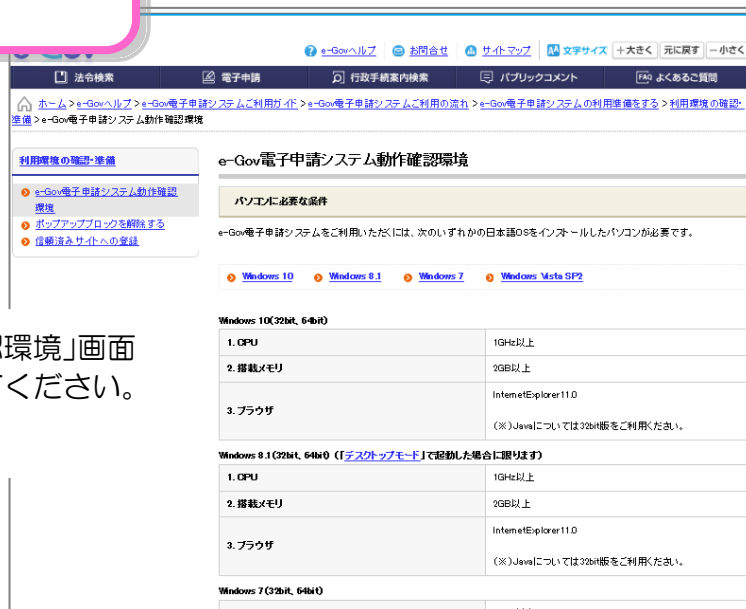 e-Gov
e-Govヘルプ お問合せ サイトマップ 文字サイズ ＋大きく 元に戻す －小さく
法令検索 電子申請 行政手続案内検索 パブリックコメント FAQ よくあるご質問
ホーム>e-Govヘルプ>e-Gov電子申請システムご利用ガイド>e-Gov電子申請システムご利用の流れ>e-Gov電子申請システムの利用準備をする>利用環境の確認・
準備>e-Gov電子申請システム動作確認環境
利用環境の確認・準備
e-Gov電子申請システム動作確認
環境
ポップアップブロックを解除する
信頼済みサイトへの登録
e-Gov電子申請システム動作確認環境
パソコンに必要な条件
e-Gov電子申請システムをご利用いただくには、次のいずれかの日本語OSをインストールしたパソコンが必要です。
Windows 10 Windows 8.1 Windows 7 Windows Vista SP2
環境」画面
ください。
Windows 10(32bit、64bit)
1. CPU 1GHz以上
2. 搭載メモリ 2GB以上
3. ブラウザ InternetExplorer11.0
(※)Javaについては32bit版をご利用ください。
Windows 8.1(32bit、64bit) (「デスクトップモード」で起動した場合に限ります)
1. CPU 1GHz以上
2. 搭載メモリ 2GB以上
3. ブラウザ InternetExplorer11.0
(※)Javaについては32bit版をご利用ください。
Windows 7(32bit、64bit)